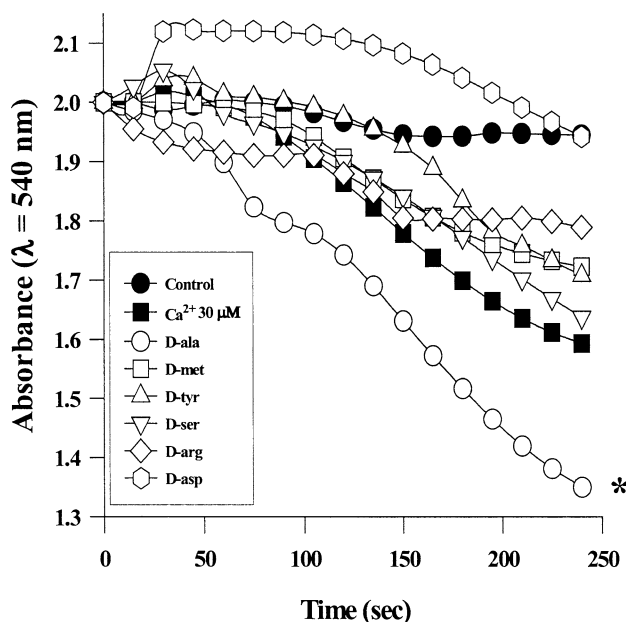 Absorbance (λ = 540 nm)
2.1
2.0
1.9
1.8
1.7
1.6
1.5
1.4
1.3
Control
Ca²⁺ 30 µM
D-ala
D-met
D-tyr
D-ser
D-arg
D-asp
*
0 50 100 150 200 250
Time (sec)